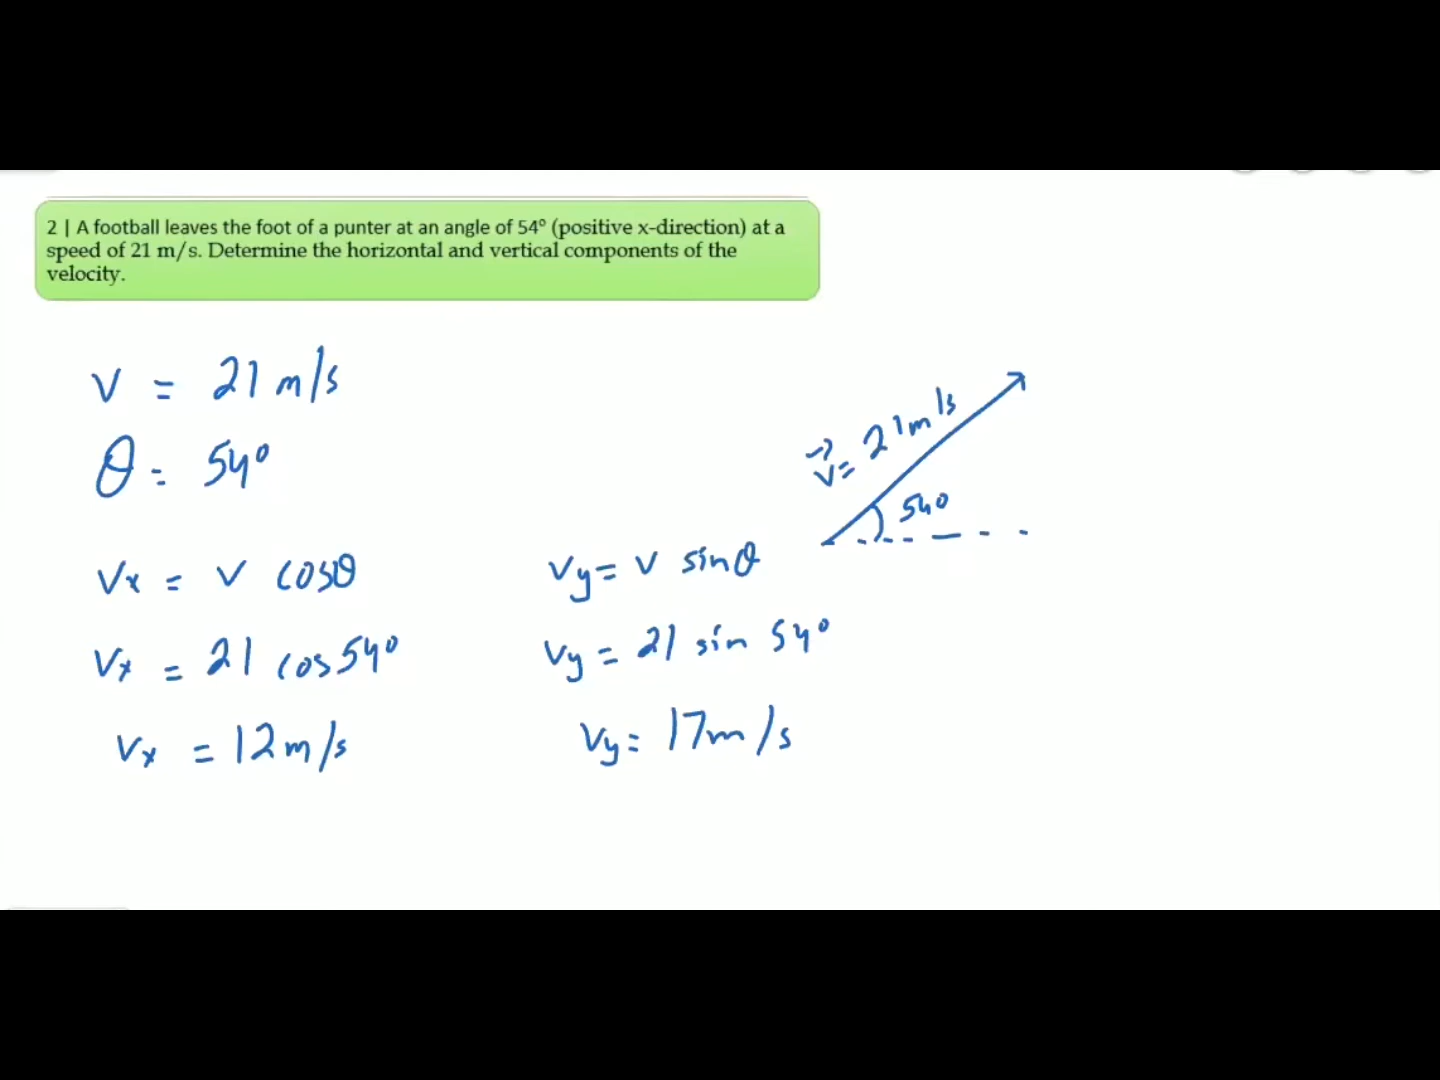 2 | A football leaves the foot of a punter at an angle of 54° (positive x-direction) at a
speed of 21 m/s. Determine the horizontal and vertical components of the
velocity.
v = 21 m/s
θ = 54°
v⃗ = 21 m/s
54°
Vx = v cosθ
Vy = v sinθ
Vx = 21 cos 54°
Vy = 21 sin 54°
Vx = 12 m/s
Vy = 17 m/s